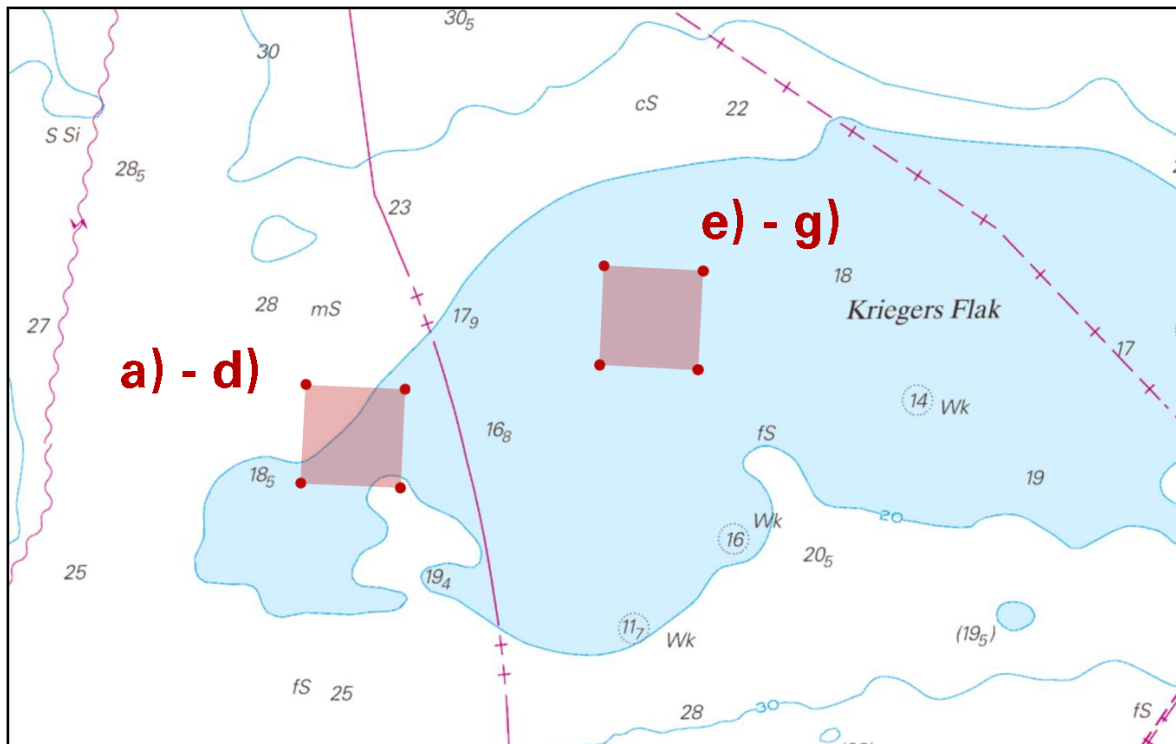 30₅
30
cS
22
S Si
28₅
23
e) - g)
18
28
mS
17₉
Kriegers Flak
27
17
a) - d)
14
Wk
16₈
fS
18₅
19
20
Wk
16
20₅
25
19₄
11₇
Wk
(19₅)
fS
25
28
30
fS